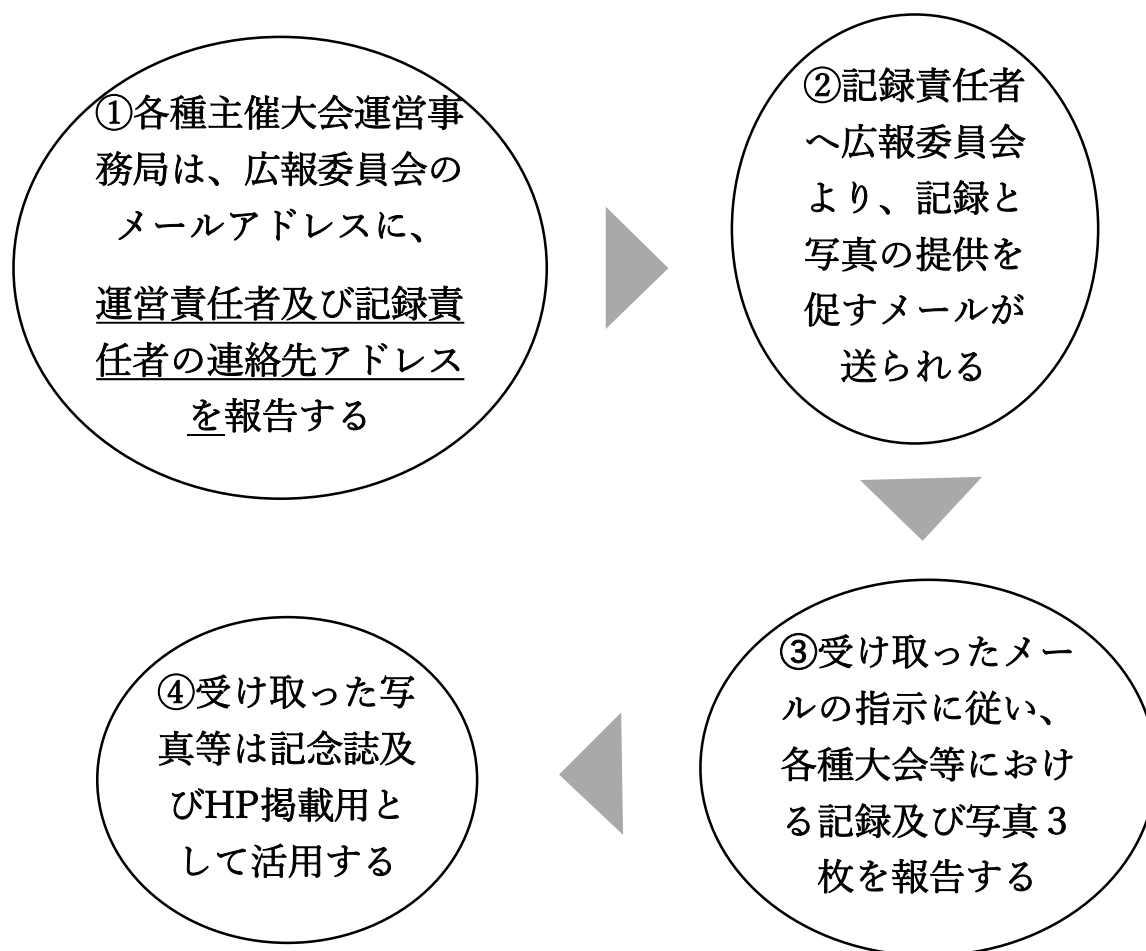 ①各種主催大会運営事
務局は、広報委員会の
メールアドレスに、
運営責任者及び記録責
任者の連絡先アドレス
を報告する
②記録責任者
へ広報委員会
より、記録と
写真の提供を
促すメールが
送られる
③受け取ったメー
ルの指示に従い、
各種大会等におけ
る記録及び写真３
枚を報告する
④受け取った写
真等は記念誌及
びHP掲載用と
して活用する